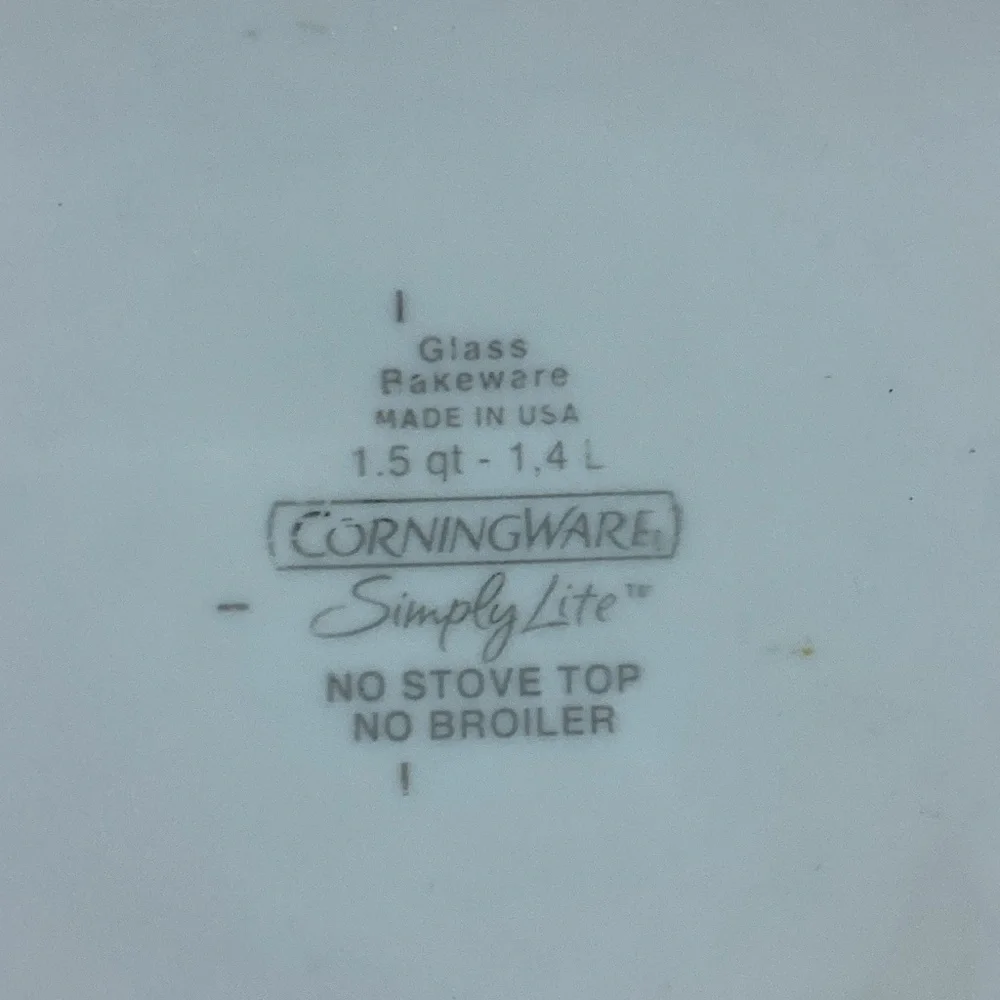 Glass
Bakeware
MADE IN USA
1.5 qt - 1,4 L
CORNINGWARE®
SimplyLite™
NO STOVE TOP
NO BROILER